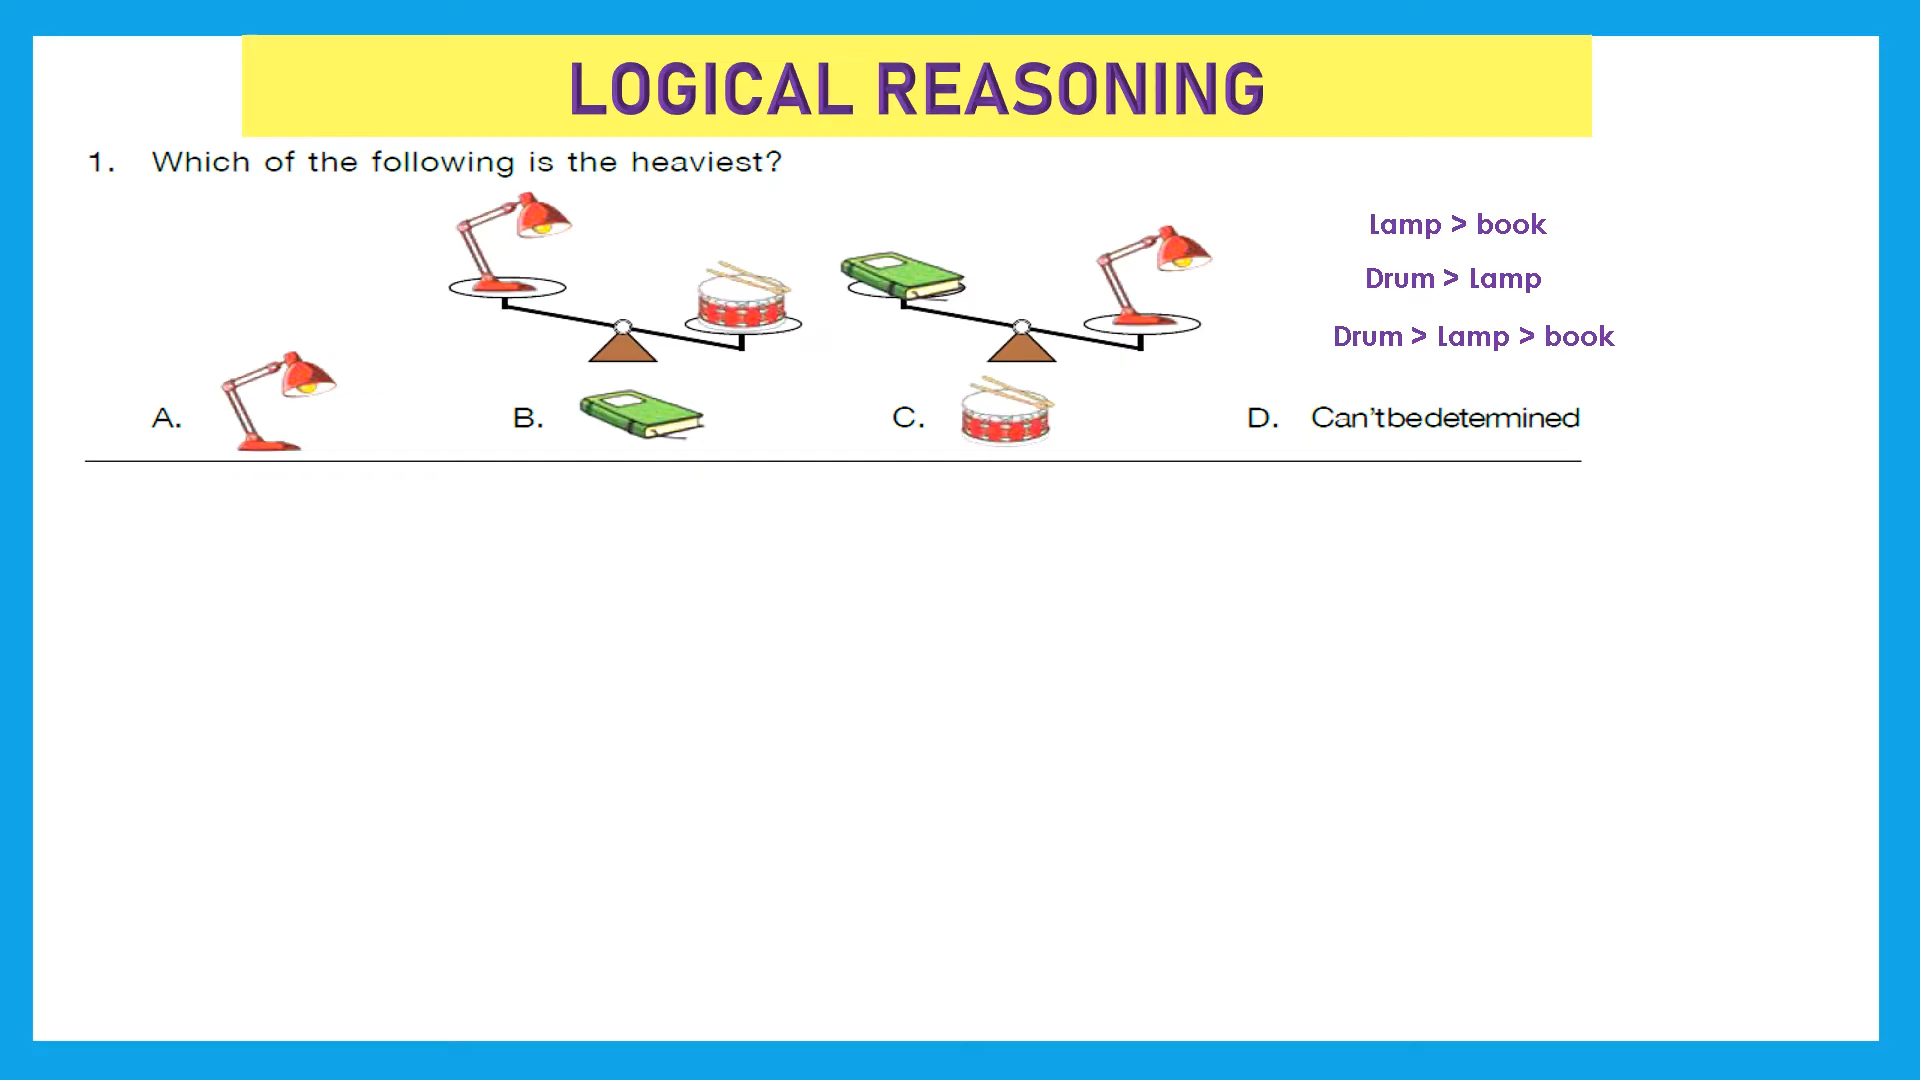 LOGICAL REASONING
1. Which of the following is the heaviest?
Lamp > book
Drum > Lamp
Drum > Lamp > book
A. B. C. D. Can'tbedetermined